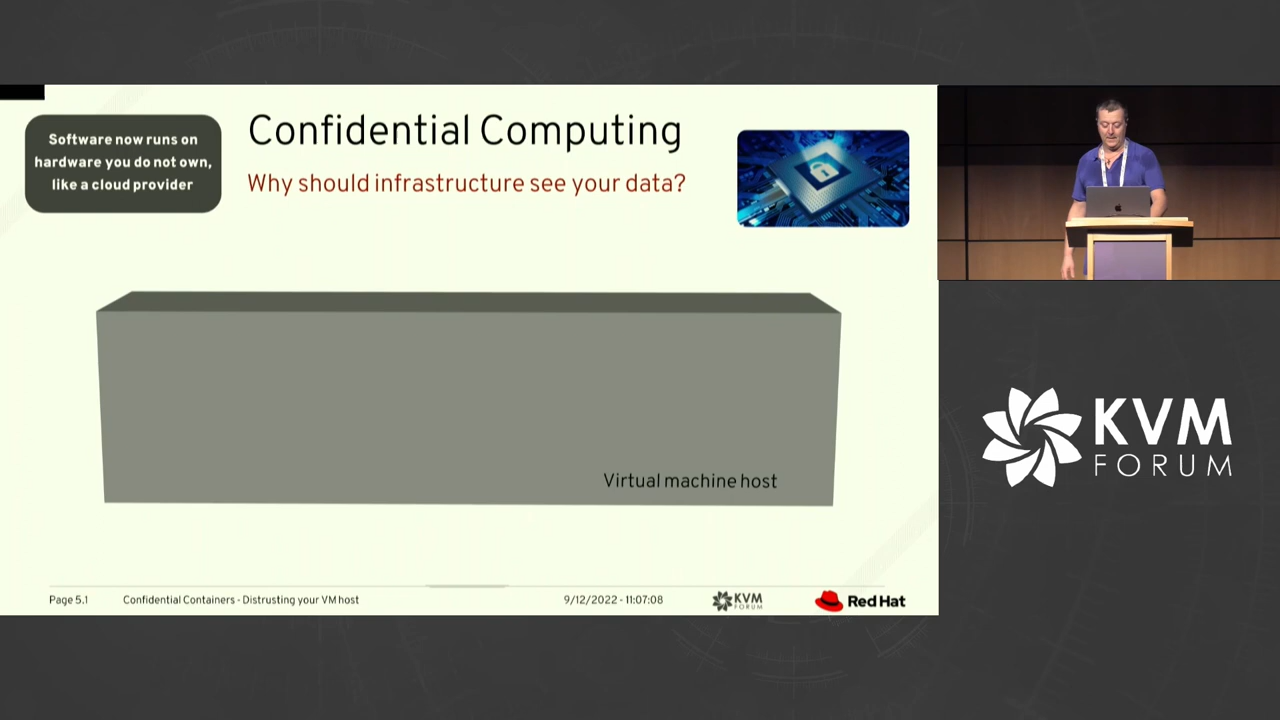 Software now runs on
hardware you do not own,
like a cloud provider
Confidential Computing
Why should infrastructure see your data?
Virtual machine host
Page 5.1
Confidential Containers - Distrusting your VM host
9/12/2022 - 11:07:08
KVM
FORUM
Red Hat
KVM
FORUM